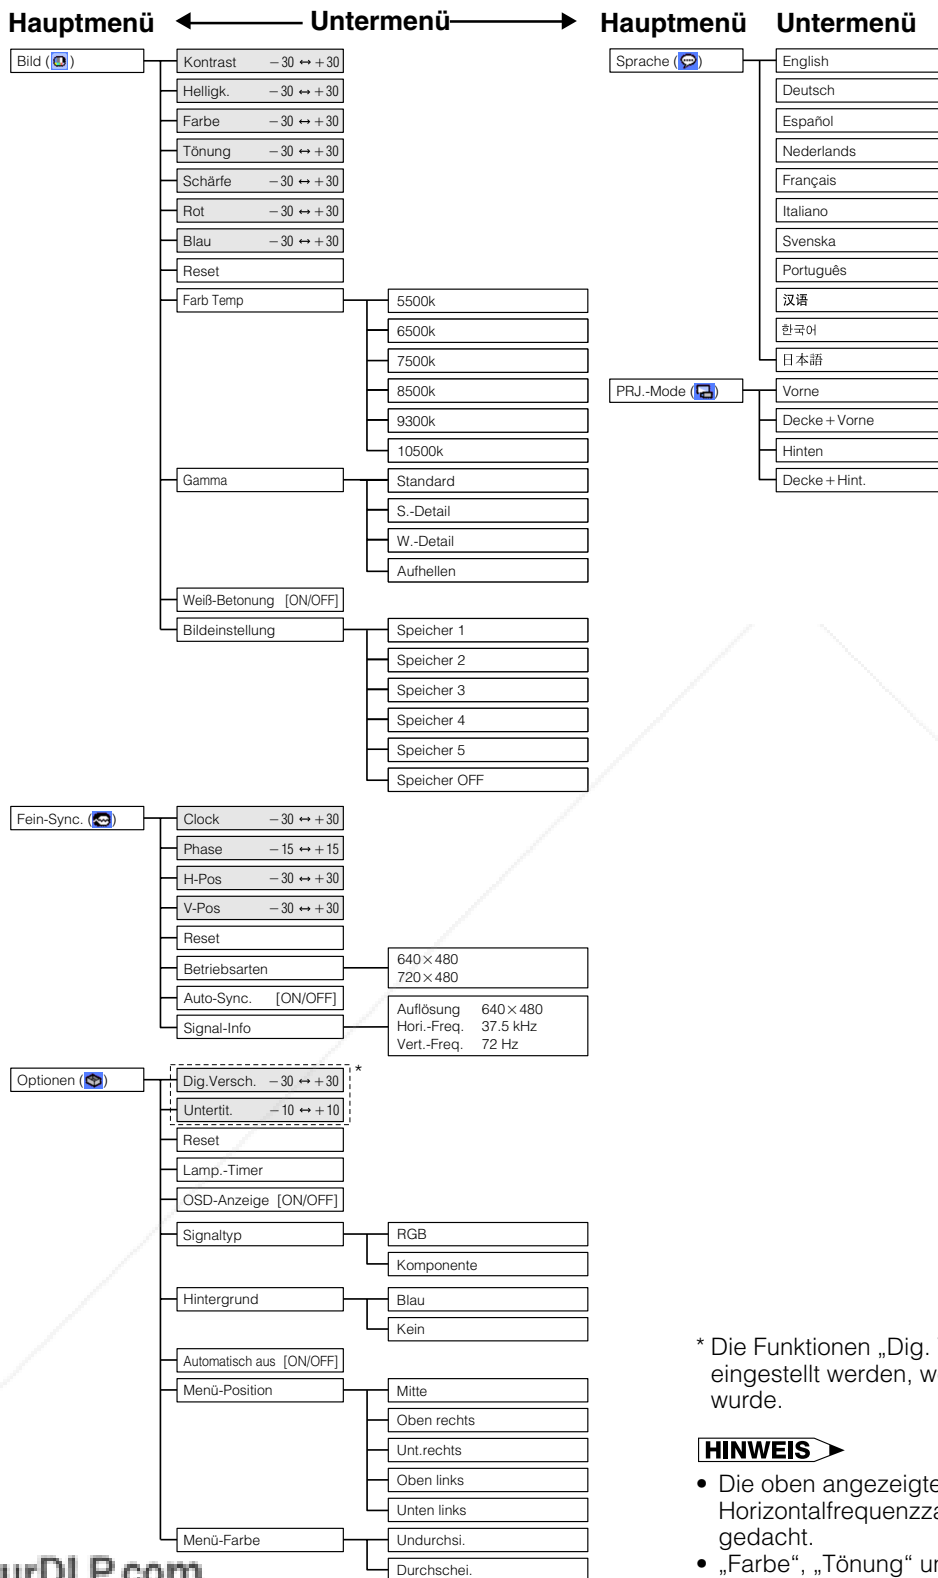 Hauptmenü Untermenü Hauptmenü Untermenü
Bild ( )
Kontrast −30 ↔ +30
Helligk. −30 ↔ +30
Farbe −30 ↔ +30
Tönung −30 ↔ +30
Schärfe −30 ↔ +30
Rot −30 ↔ +30
Blau −30 ↔ +30
Reset
Farb Temp
5500k
6500k
7500k
8500k
9300k
10500k
Gamma
Standard
S.-Detail
W.-Detail
Aufhellen
Weiß-Betonung [ON/OFF]
Bildeinstellung
Speicher 1
Speicher 2
Speicher 3
Speicher 4
Speicher 5
Speicher OFF
Fein-Sync. ( )
Clock −30 ↔ +30
Phase −15 ↔ +15
H-Pos −30 ↔ +30
V-Pos −30 ↔ +30
Reset
Betriebsarten
640×480
720×480
Auto-Sync. [ON/OFF]
Signal-Info
Auflösung 640×480
Hori.-Freq. 37.5 kHz
Vert.-Freq. 72 Hz
Optionen ( )
Dig.Versch. −30 ↔ +30 *
Untertit. −10 ↔ +10
Reset
Lamp.-Timer
OSD-Anzeige [ON/OFF]
Signaltyp
RGB
Komponente
Hintergrund
Blau
Kein
Automatisch aus [ON/OFF]
Menü-Position
Mitte
Oben rechts
Unt.rechts
Oben links
Unten links
Menü-Farbe
Undurchsi.
Durchschei.
Sprache ( )
English
Deutsch
Español
Nederlands
Français
Italiano
Svenska
Português
汉语
한국어
日本語
PRJ.-Mode ( )
Vorne
Decke+Vorne
Hinten
Decke+Hint.
* Die Funktionen „Dig.
eingestellt werden, w
wurde.
HINWEIS
• Die oben angezeigte
Horizontalfrequenzza
gedacht.
• „Farbe“, „Tönung“ un
urDLP.com